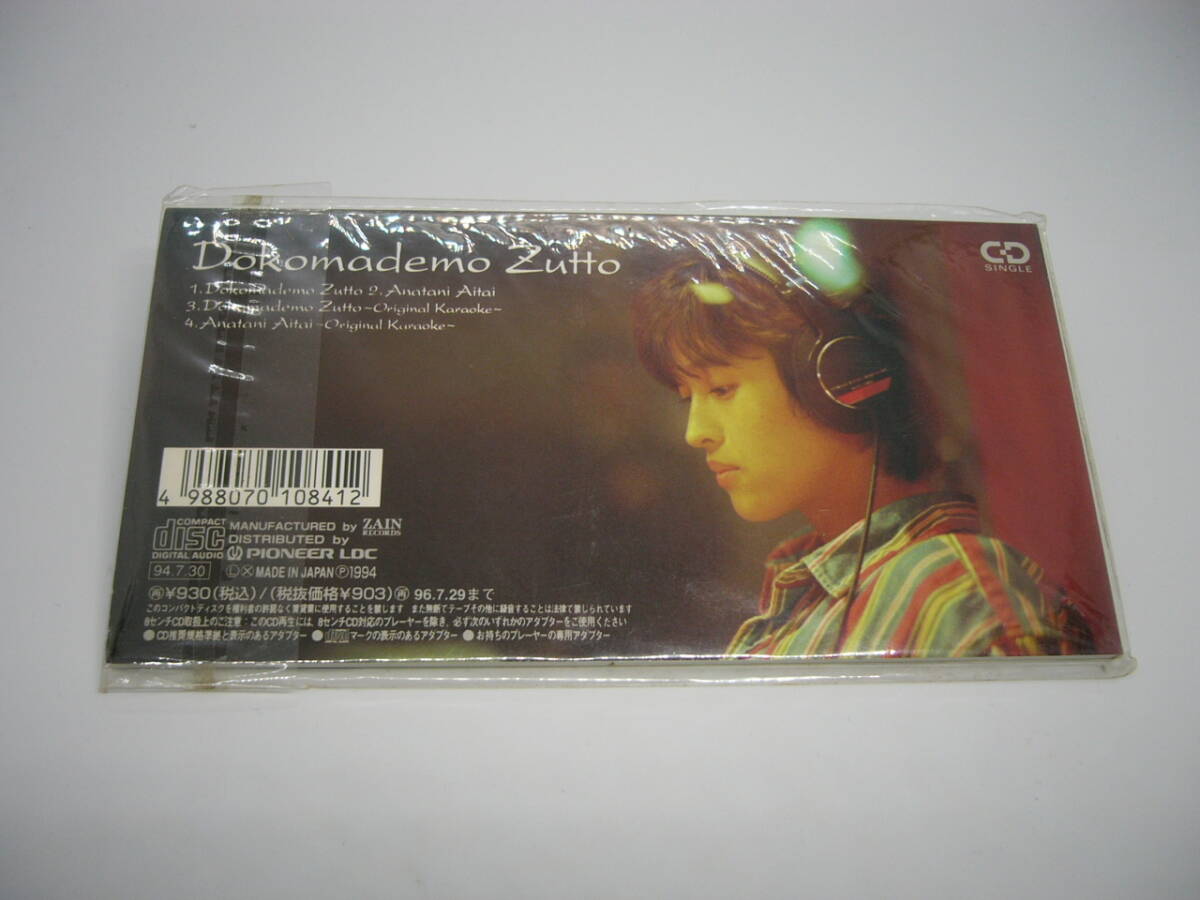 Dokomademo Zutto
1. Dokomademo Zutto 2. Anatani Aitai
3. Dokomademo Zutto ~Original Karaoke~
4. Anatani Aitai ~Original Karaoke~
CD
SINGLE
4 988070 108412
COMPACT
disc
DIGITAL AUDIO
MANUFACTURED by ZAIN RECORDS
DISTRIBUTED by
PIONEER LDC
94.7.30 Ⓛ MADE IN JAPAN Ⓟ1994
㋐¥930(税込)/(税抜価格¥903)㋐96.7.29まで
このコンパクトディスクを権利者の許諾なく賃貸業に使用することを禁じます また無断でテープその他に録音することは法律で禁じられています
8センチCD取扱上のご注意:このCD再生には、8センチCD対応のプレーヤーを除き、必ず次のいずれかのアダプターをご使用ください
●CD推奨規格準拠と表示のあるアダプター ●マークの表示のあるアダプター ●お持ちのプレーヤーの専用アダプター